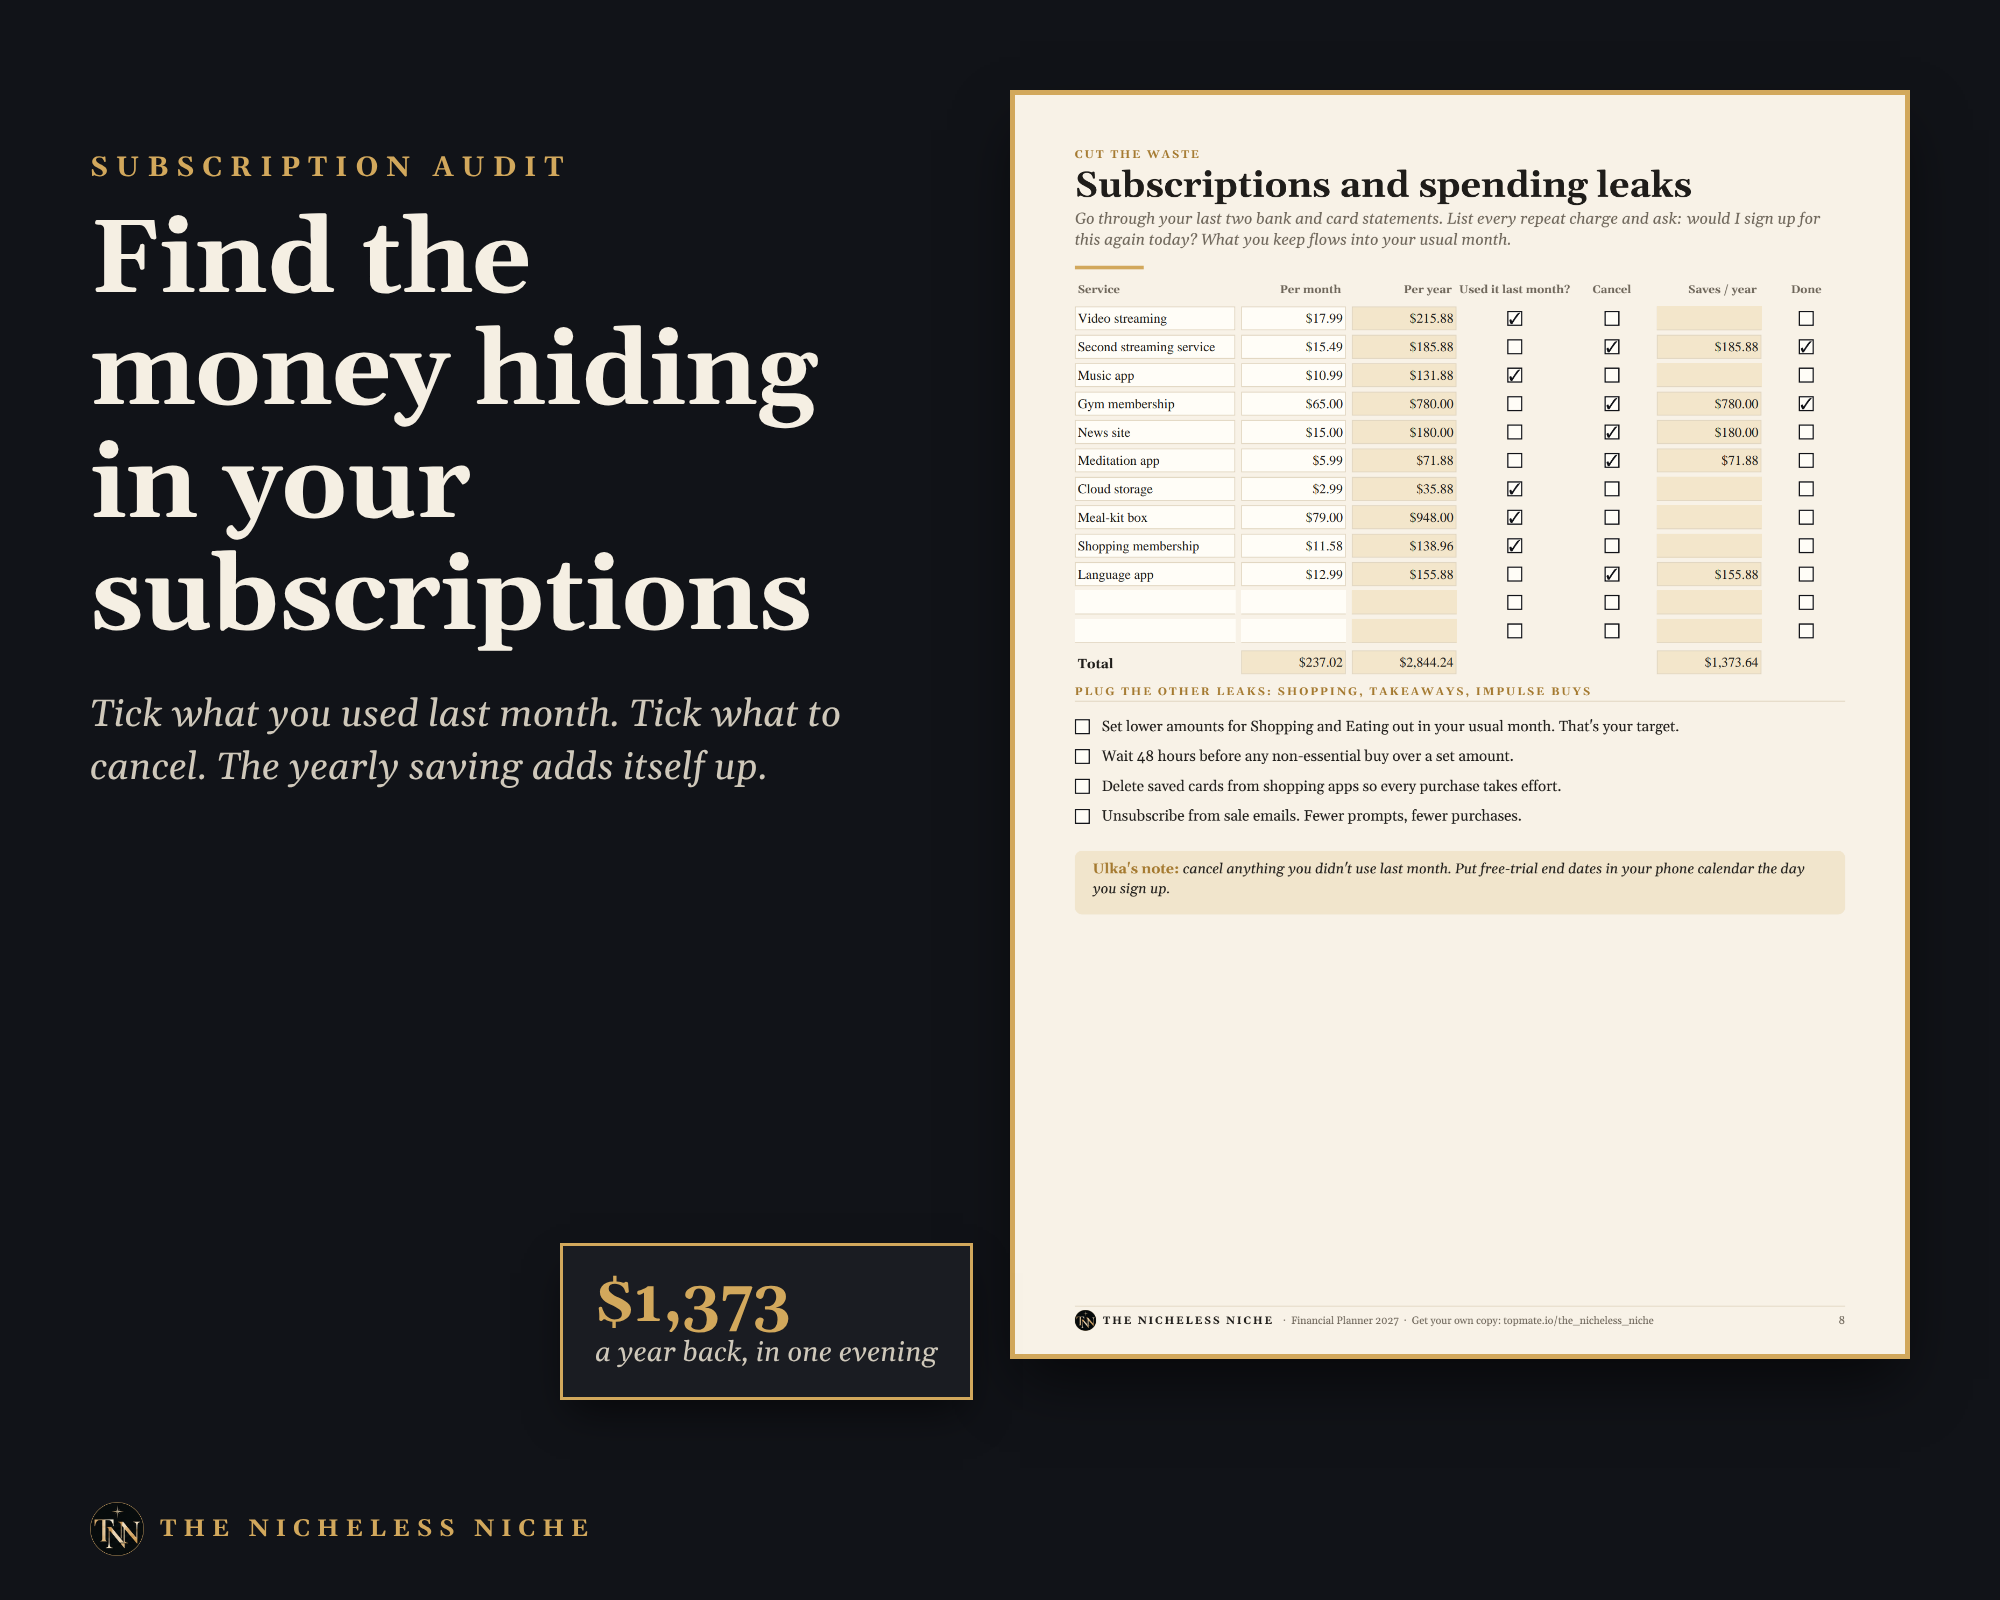 SUBSCRIPTION AUDIT
Find the
money hiding
in your
subscriptions
Tick what you used last month. Tick what to
cancel. The yearly saving adds itself up.
$1,373
a year back, in one evening
TNN THE NICHELESS NICHE
CUT THE WASTE
Subscriptions and spending leaks
Go through your last two bank and card statements. List every repeat charge and ask: would I sign up for
this again today? What you keep flows into your usual month.
Service Per month Per year Used it last month? Cancel Saves / year Done
Video streaming $17.99 $215.88 ☑ ☐ ☐
Second streaming service $15.49 $185.88 ☐ ☑ $185.88 ☑
Music app $10.99 $131.88 ☑ ☐ ☐
Gym membership $65.00 $780.00 ☐ ☑ $780.00 ☑
News site $15.00 $180.00 ☐ ☑ $180.00 ☐
Meditation app $5.99 $71.88 ☐ ☑ $71.88 ☐
Cloud storage $2.99 $35.88 ☑ ☐ ☐
Meal-kit box $79.00 $948.00 ☑ ☐ ☐
Shopping membership $11.58 $138.96 ☑ ☐ ☐
Language app $12.99 $155.88 ☐ ☑ $155.88 ☐
☐ ☐ ☐
☐ ☐ ☐
Total $237.02 $2,844.24 $1,373.64
PLUG THE OTHER LEAKS: SHOPPING, TAKEAWAYS, IMPULSE BUYS
☐ Set lower amounts for Shopping and Eating out in your usual month. That's your target.
☐ Wait 48 hours before any non-essential buy over a set amount.
☐ Delete saved cards from shopping apps so every purchase takes effort.
☐ Unsubscribe from sale emails. Fewer prompts, fewer purchases.
Ulka's note: cancel anything you didn't use last month. Put free-trial end dates in your phone calendar the day
you sign up.
TNN THE NICHELESS NICHE · Financial Planner 2027 · Get your own copy: topmate.io/the_nicheless_niche 8